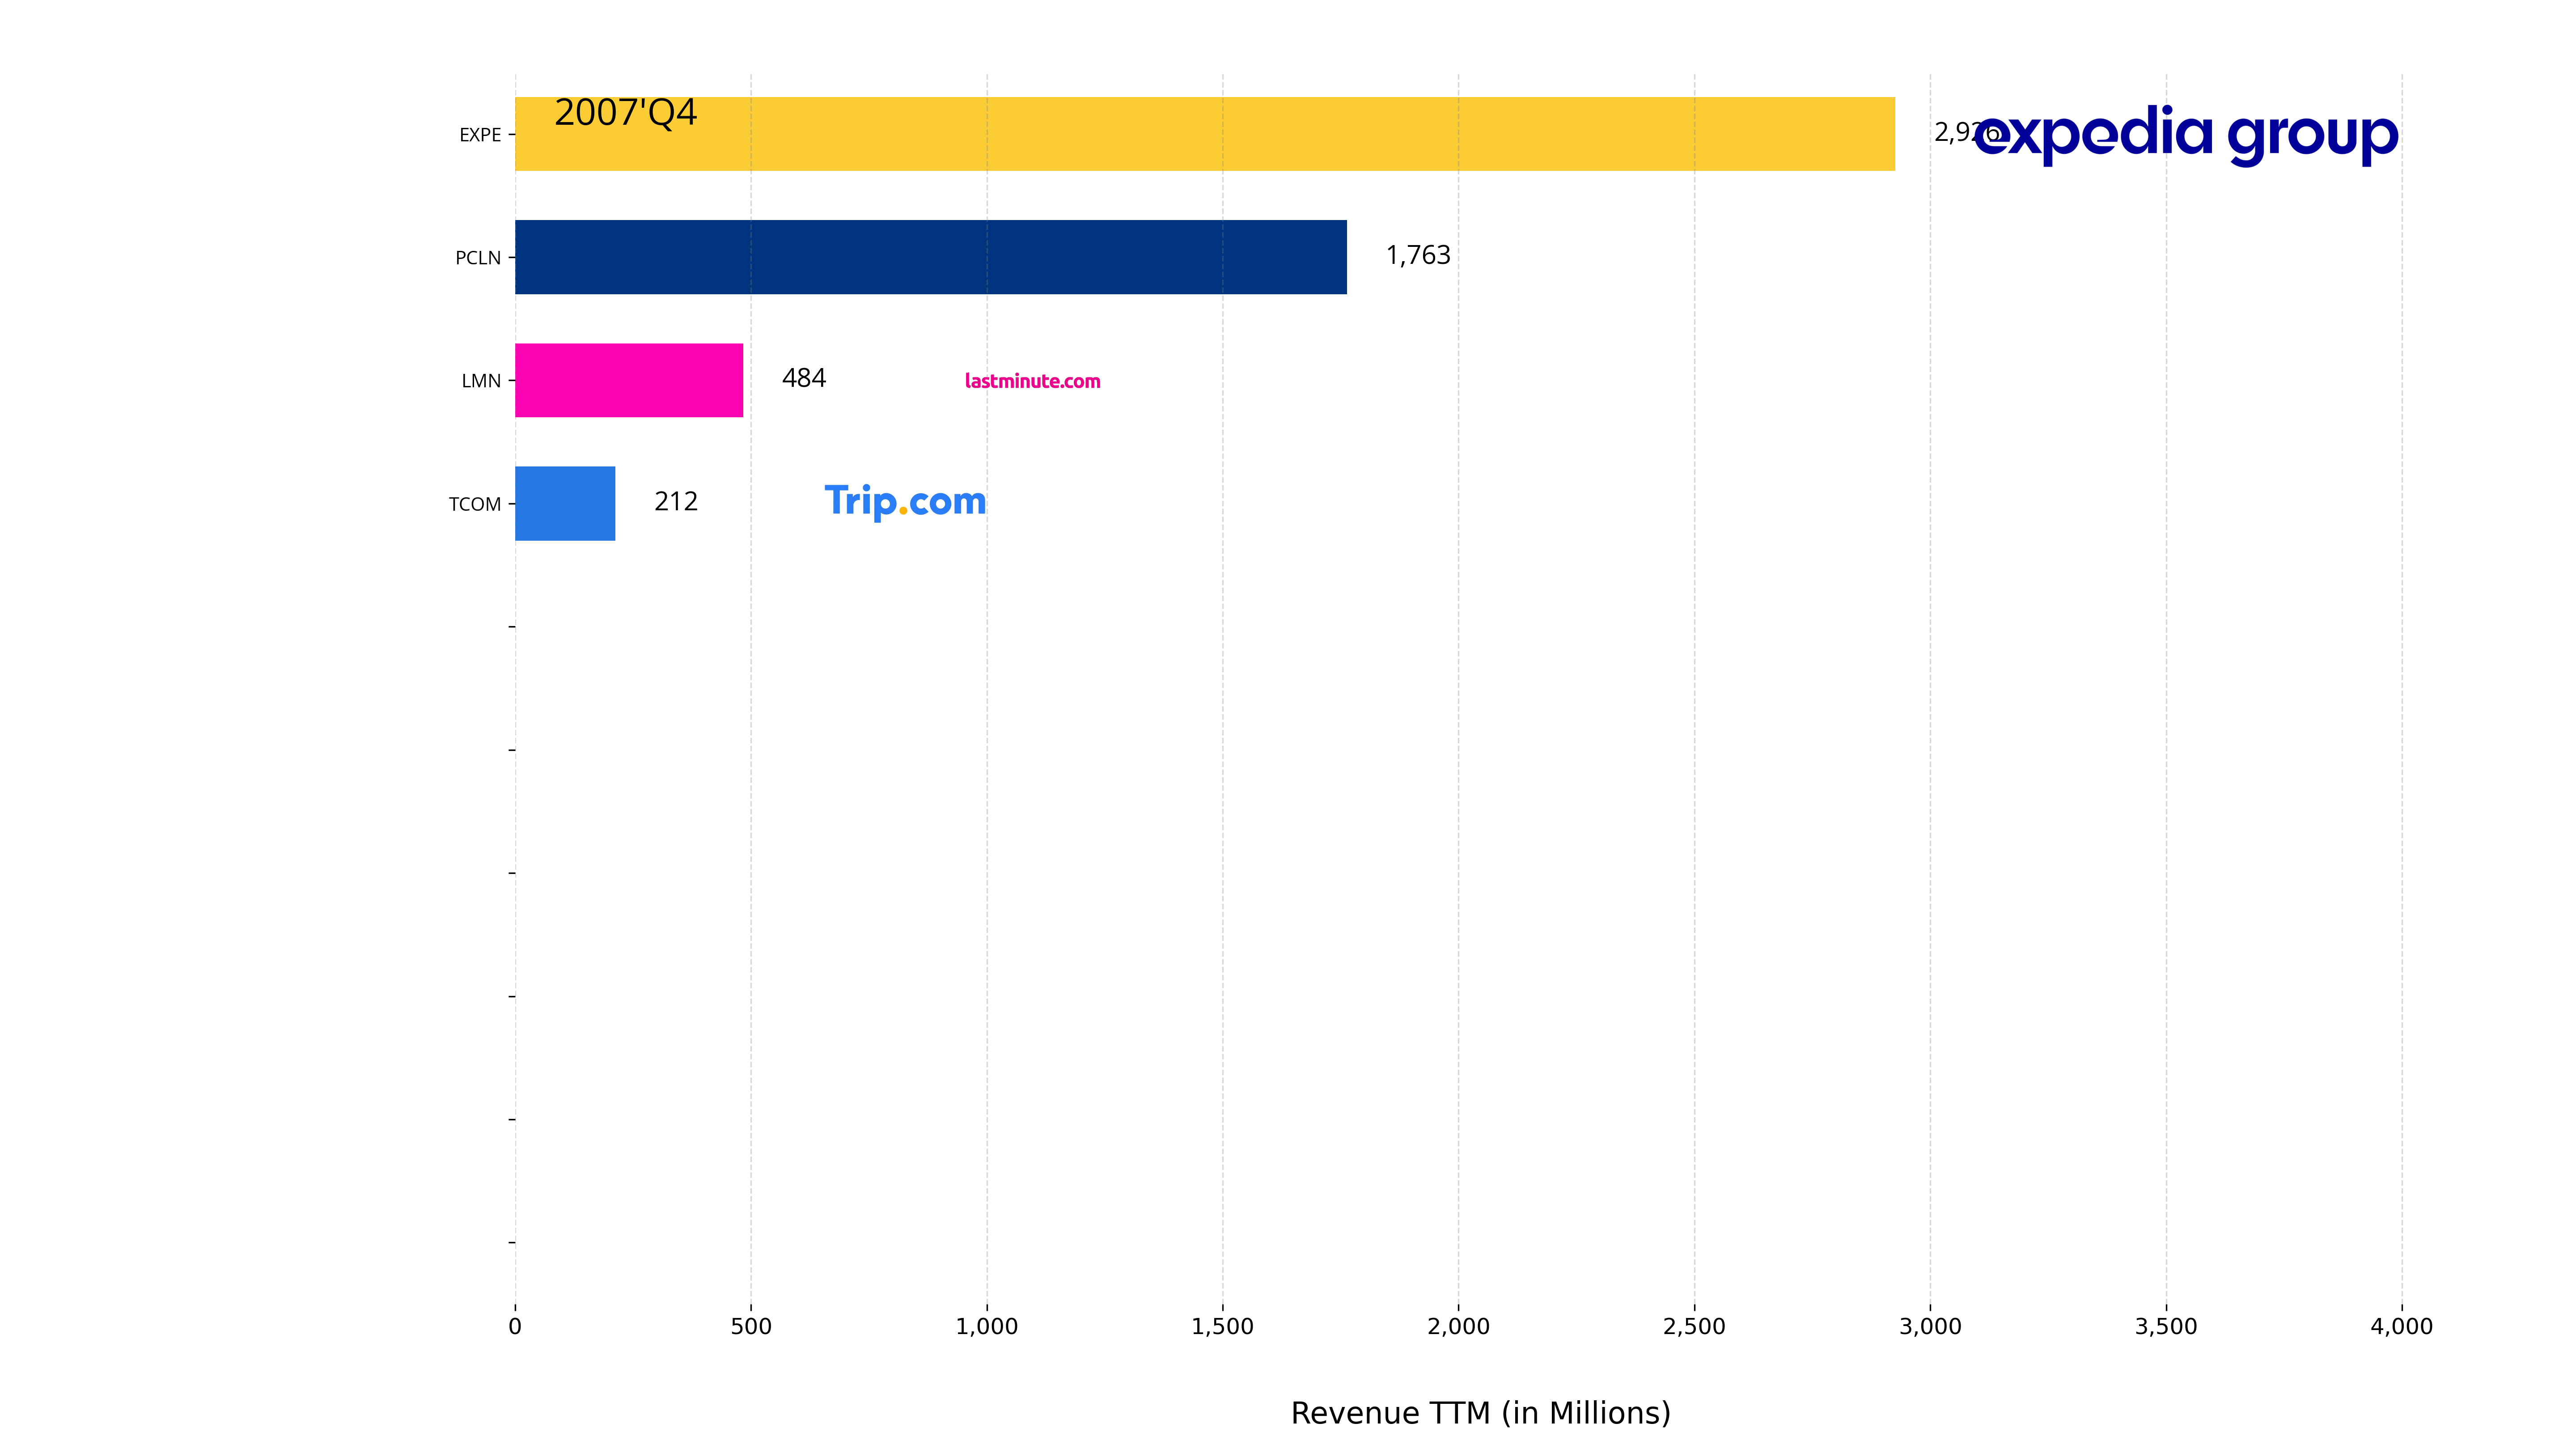 2007'Q4
EXPE 2,926 expedia group
PCLN 1,763
LMN 484 lastminute.com
TCOM 212 Trip.com
0 500 1,000 1,500 2,000 2,500 3,000 3,500 4,000
Revenue TTM (in Millions)